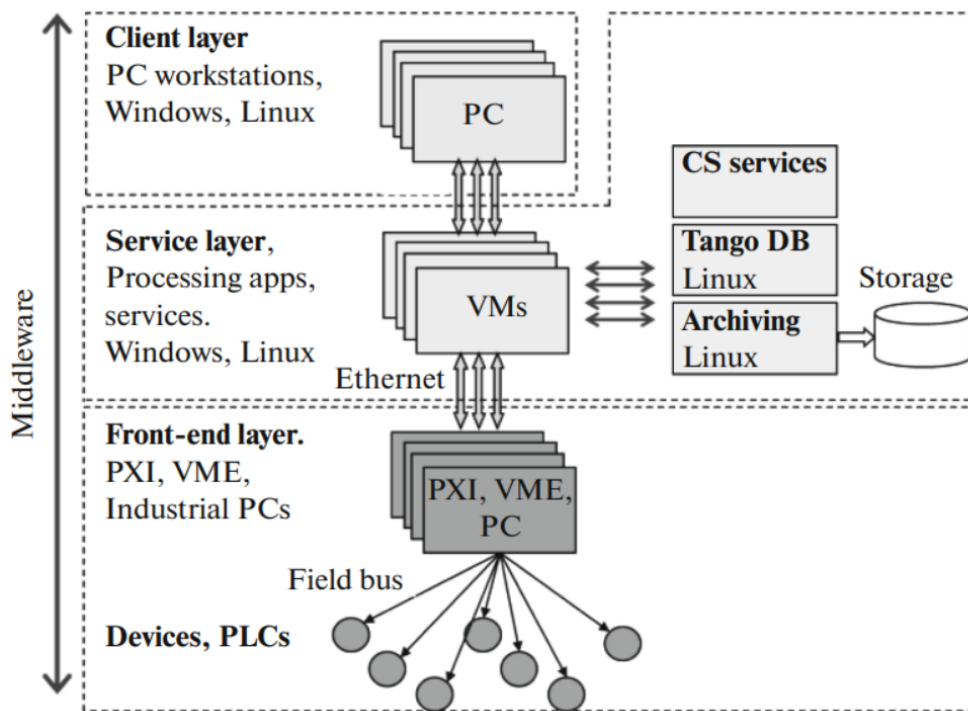 Client layer
PC workstations,
Windows, Linux
PC
CS services
Service layer,
Processing apps,
services.
Windows, Linux
VMs
Tango DB
Linux
Archiving
Linux
Storage
Ethernet
Middleware
Front-end layer.
PXI, VME,
Industrial PCs
PXI, VME,
PC
Field bus
Devices, PLCs